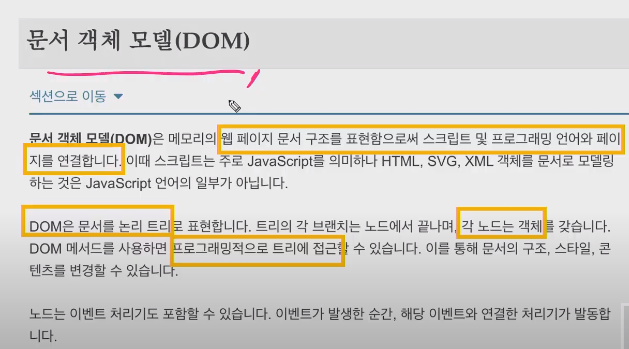 문서 객체 모델(DOM)
섹션으로 이동
문서 객체 모델(DOM)은 메모리의 웹 페이지 문서 구조를 표현함으로써 스크립트 및 프로그래밍 언어와 페이
지를 연결합니다. 이때 스크립트는 주로 JavaScript를 의미하나 HTML, SVG, XML 객체를 문서로 모델링
하는 것은 JavaScript 언어의 일부가 아닙니다.
DOM은 문서를 논리 트리로 표현합니다. 트리의 각 브랜치는 노드에서 끝나며, 각 노드는 객체를 갖습니다.
DOM 메서드를 사용하면 프로그래밍적으로 트리에 접근할 수 있습니다. 이를 통해 문서의 구조, 스타일, 콘
텐츠를 변경할 수 있습니다.
노드는 이벤트 처리기도 포함할 수 있습니다. 이벤트가 발생한 순간, 해당 이벤트와 연결한 처리기가 발동합
니다.